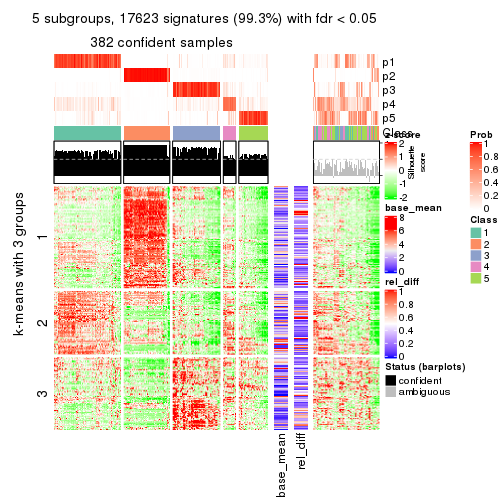 5 subgroups, 17623 signatures (99.3%) with fdr < 0.05
382 confident samples
p1
p2
p3
p4
p5
Class
z-score
2
1
0
-1
-2
Silhouette
score
k-means with 3 groups
1
2
3
base_mean
8
6
4
2
0
rel_diff
1
0.8
0.6
0.4
0.2
0
Status (barplots)
confident
ambiguous
Prob
1
0.8
0.6
0.4
0.2
0
Class
1
2
3
4
5
base_mean
rel_diff